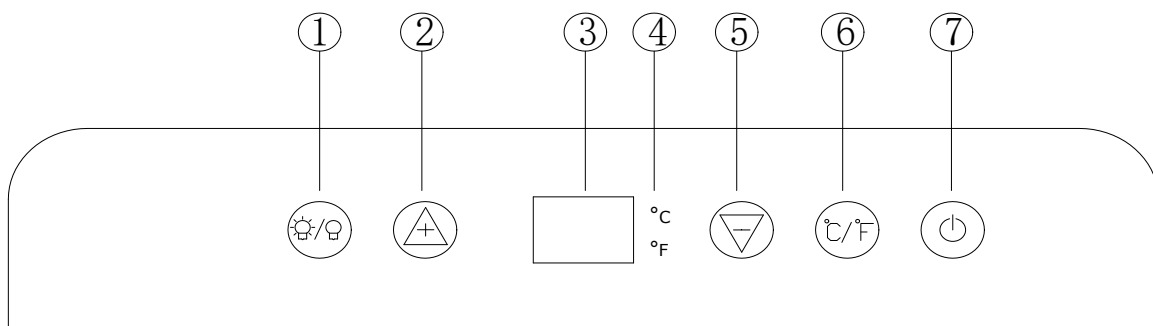 ① ② ③ ④ ⑤ ⑥ ⑦
°C
°F
℃/℉